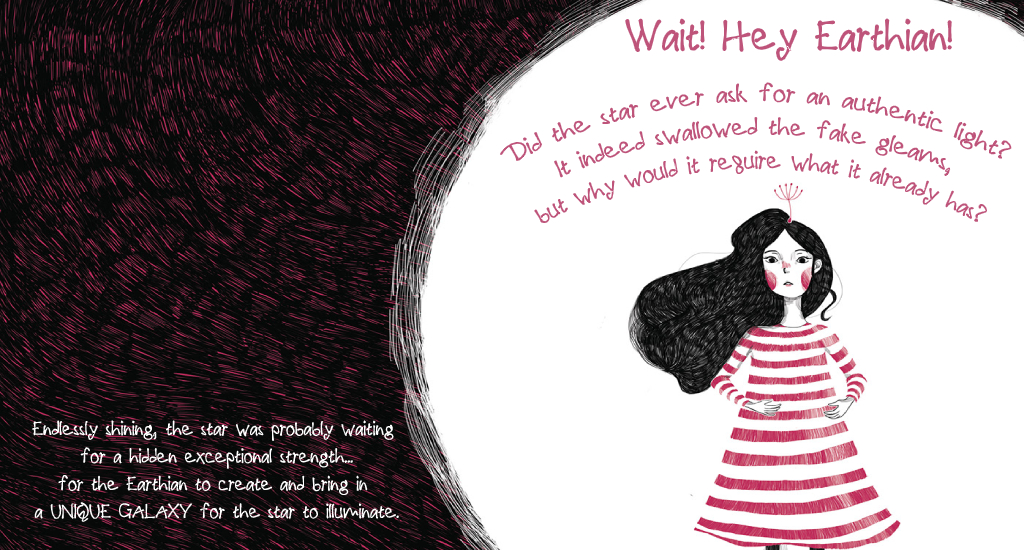 Wait! Hey Earthian!
Did the star ever ask for an authentic light?
It indeed swallowed the fake gleams,
but why would it require what it already has?
Endlessly shining, the star was probably waiting
for a hidden exceptional strength...
for the Earthian to create and bring in
a UNIQUE GALAXY for the star to illuminate.